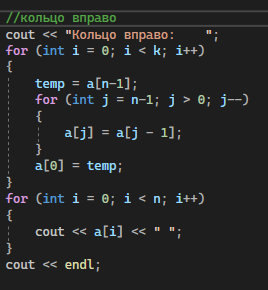 //кольцо вправо
cout << "Кольцо вправо:    ";
for (int i = 0; i < k; i++)
{
    temp = a[n-1];
    for (int j = n-1; j > 0; j--)
    {
        a[j] = a[j - 1];
    }
    a[0] = temp;
}
for (int i = 0; i < n; i++)
{
    cout << a[i] << " ";
}
cout << endl;